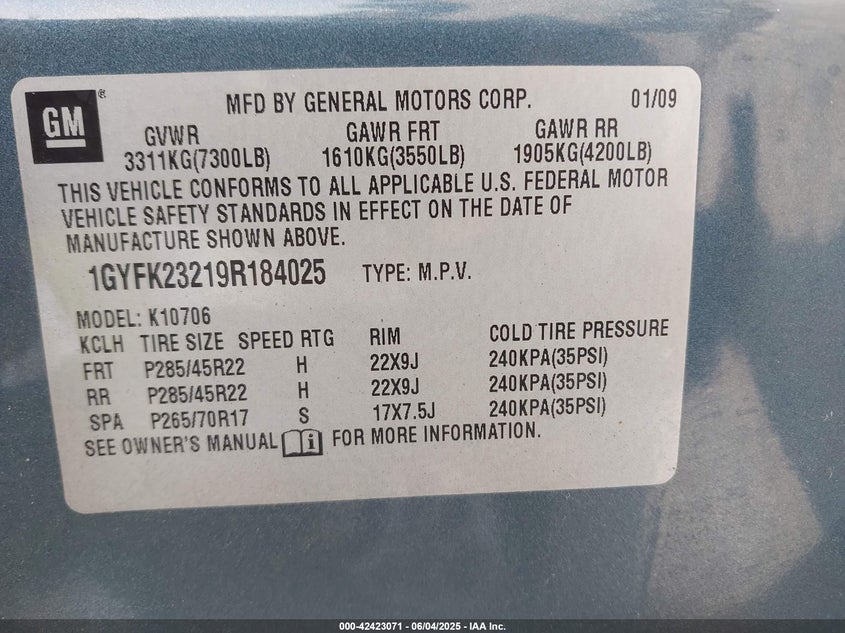 GM ®
MFD BY GENERAL MOTORS CORP. 01/09
GVWR GAWR FRT GAWR RR
3311KG(7300LB) 1610KG(3550LB) 1905KG(4200LB)
THIS VEHICLE CONFORMS TO ALL APPLICABLE U.S. FEDERAL MOTOR
VEHICLE SAFETY STANDARDS IN EFFECT ON THE DATE OF
MANUFACTURE SHOWN ABOVE.
1GYFK23219R184025 TYPE: M.P.V.
MODEL: K10706
KCLH TIRE SIZE SPEED RTG RIM COLD TIRE PRESSURE
FRT P285/45R22 H 22X9J 240KPA(35PSI)
RR P285/45R22 H 22X9J 240KPA(35PSI)
SPA P265/70R17 S 17X7.5J 240KPA(35PSI)
SEE OWNER'S MANUAL i FOR MORE INFORMATION.
000-42423071 - 06/04/2025 - IAA Inc.